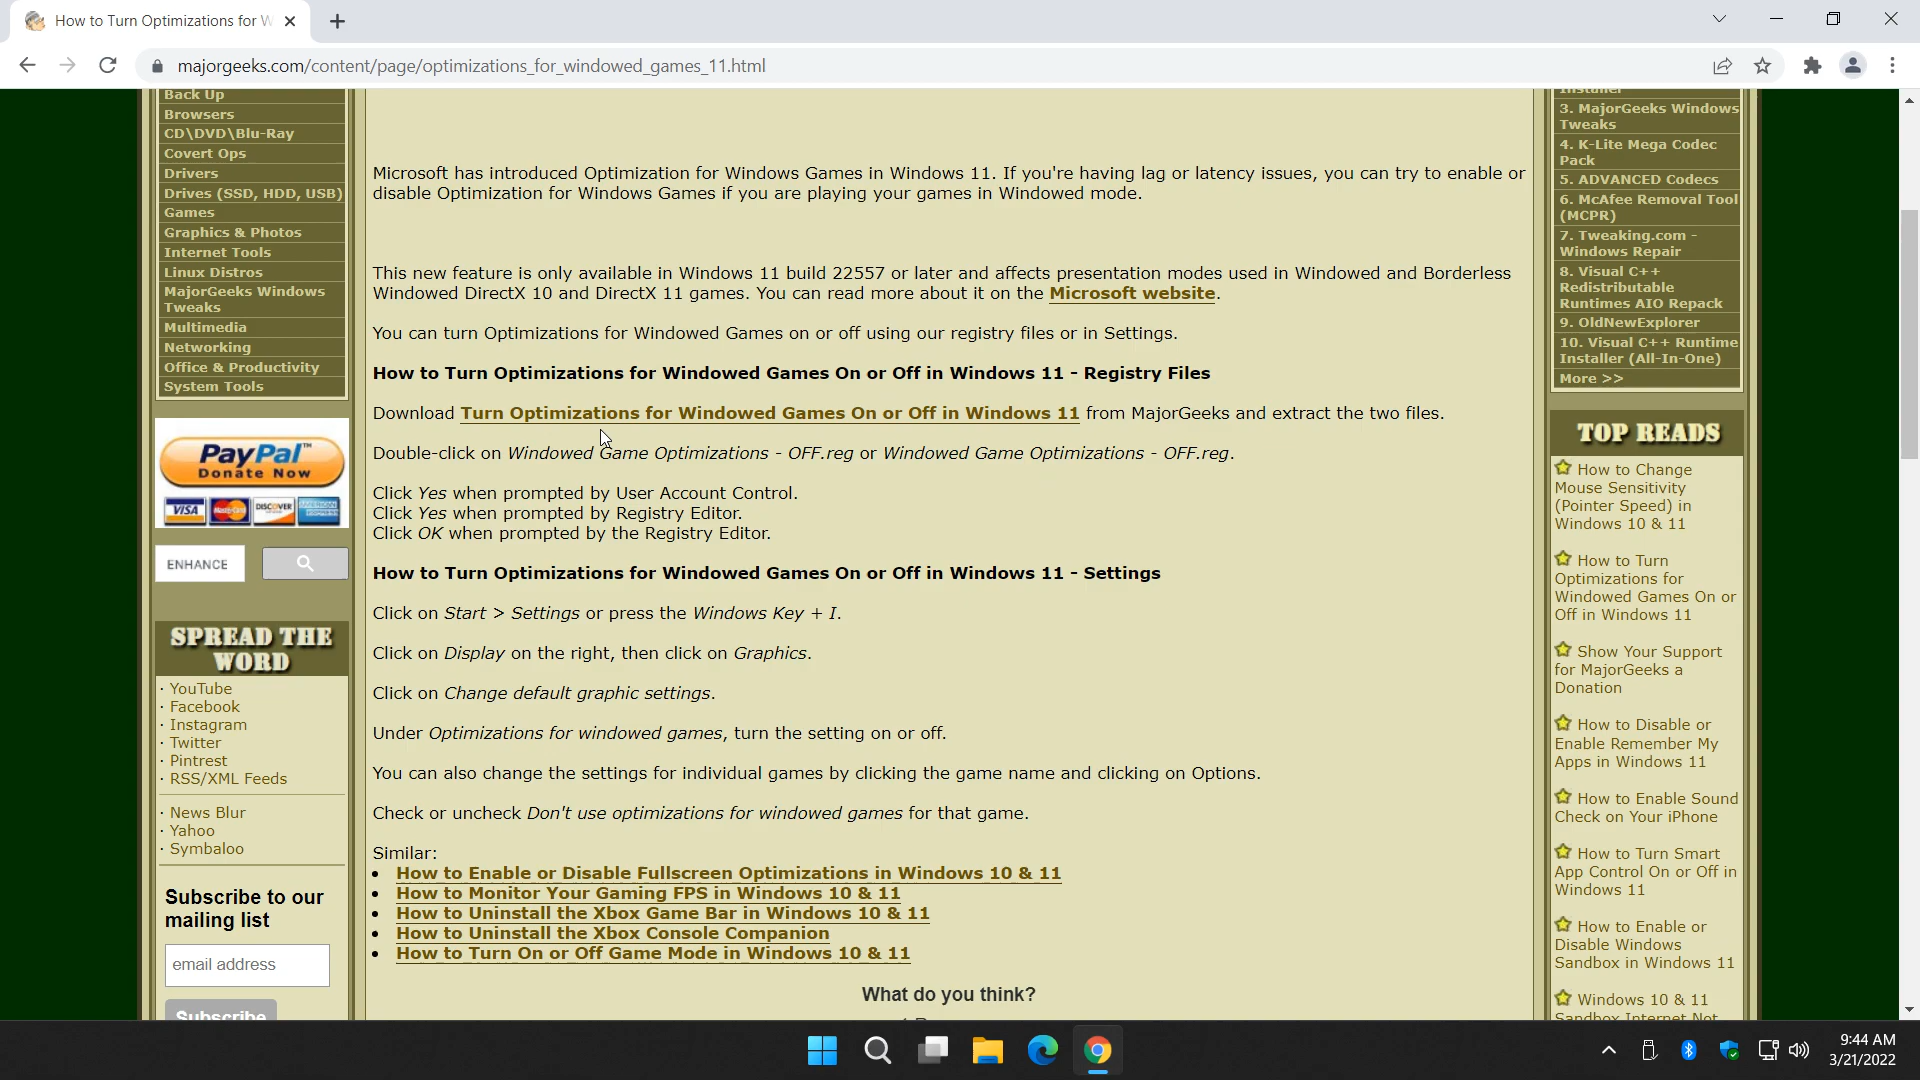 How to Turn Optimizations for W
majorgeeks.com/content/page/optimizations_for_windowed_games_11.html
Back Up
Browsers
CD\DVD\Blu-Ray
Covert Ops
Drivers
Drives (SSD, HDD, USB)
Games
Graphics & Photos
Internet Tools
Linux Distros
MajorGeeks Windows
Tweaks
Multimedia
Networking
Office & Productivity
System Tools
PayPal™
Donate Now
VISA MasterCard DISCOVER
ENHANCE
SPREAD THE
WORD
· YouTube
· Facebook
· Instagram
· Twitter
· Pintrest
· RSS/XML Feeds
· News Blur
· Yahoo
· Symbaloo
Subscribe to our
mailing list
email address
Subscribe
Microsoft has introduced Optimization for Windows Games in Windows 11. If you're having lag or latency issues, you can try to enable or
disable Optimization for Windows Games if you are playing your games in Windowed mode.
This new feature is only available in Windows 11 build 22557 or later and affects presentation modes used in Windowed and Borderless
Windowed DirectX 10 and DirectX 11 games. You can read more about it on the Microsoft website.
You can turn Optimizations for Windowed Games on or off using our registry files or in Settings.
How to Turn Optimizations for Windowed Games On or Off in Windows 11 - Registry Files
Download Turn Optimizations for Windowed Games On or Off in Windows 11 from MajorGeeks and extract the two files.
Double-click on Windowed Game Optimizations - OFF.reg or Windowed Game Optimizations - OFF.reg.
Click Yes when prompted by User Account Control.
Click Yes when prompted by Registry Editor.
Click OK when prompted by the Registry Editor.
How to Turn Optimizations for Windowed Games On or Off in Windows 11 - Settings
Click on Start > Settings or press the Windows Key + I.
Click on Display on the right, then click on Graphics.
Click on Change default graphic settings.
Under Optimizations for windowed games, turn the setting on or off.
You can also change the settings for individual games by clicking the game name and clicking on Options.
Check or uncheck Don't use optimizations for windowed games for that game.
Similar:
• How to Enable or Disable Fullscreen Optimizations in Windows 10 & 11
• How to Monitor Your Gaming FPS in Windows 10 & 11
• How to Uninstall the Xbox Game Bar in Windows 10 & 11
• How to Uninstall the Xbox Console Companion
• How to Turn On or Off Game Mode in Windows 10 & 11
What do you think?
Installer
3. MajorGeeks Windows
Tweaks
4. K-Lite Mega Codec
Pack
5. ADVANCED Codecs
6. McAfee Removal Tool
(MCPR)
7. Tweaking.com -
Windows Repair
8. Visual C++
Redistributable
Runtimes AIO Repack
9. OldNewExplorer
10. Visual C++ Runtime
Installer (All-In-One)
More >>
TOP READS
How to Change
Mouse Sensitivity
(Pointer Speed) in
Windows 10 & 11
How to Turn
Optimizations for
Windowed Games On or
Off in Windows 11
Show Your Support
for MajorGeeks a
Donation
How to Disable or
Enable Remember My
Apps in Windows 11
How to Enable Sound
Check on Your iPhone
How to Turn Smart
App Control On or Off in
Windows 11
How to Enable or
Disable Windows
Sandbox in Windows 11
Windows 10 & 11
Sandbox Internet Not
9:44 AM
3/21/2022